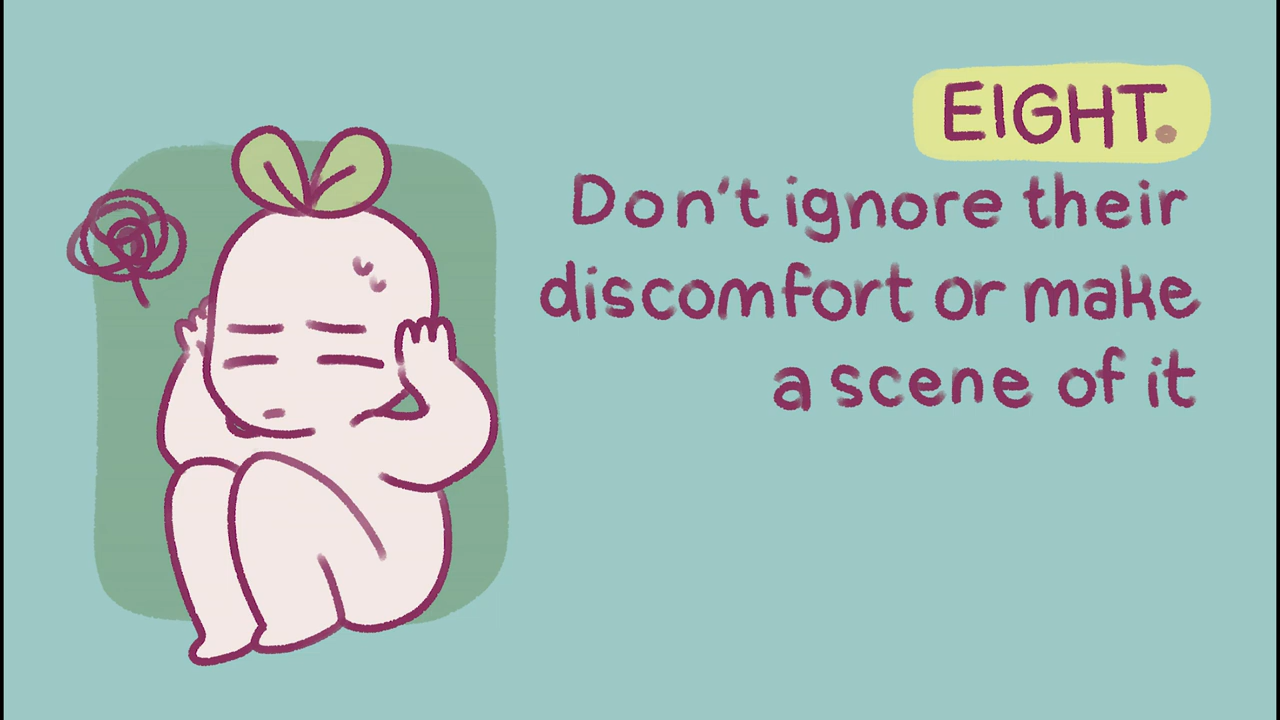 EIGHT.
Don't ignore their
discomfort or make
a scene of it